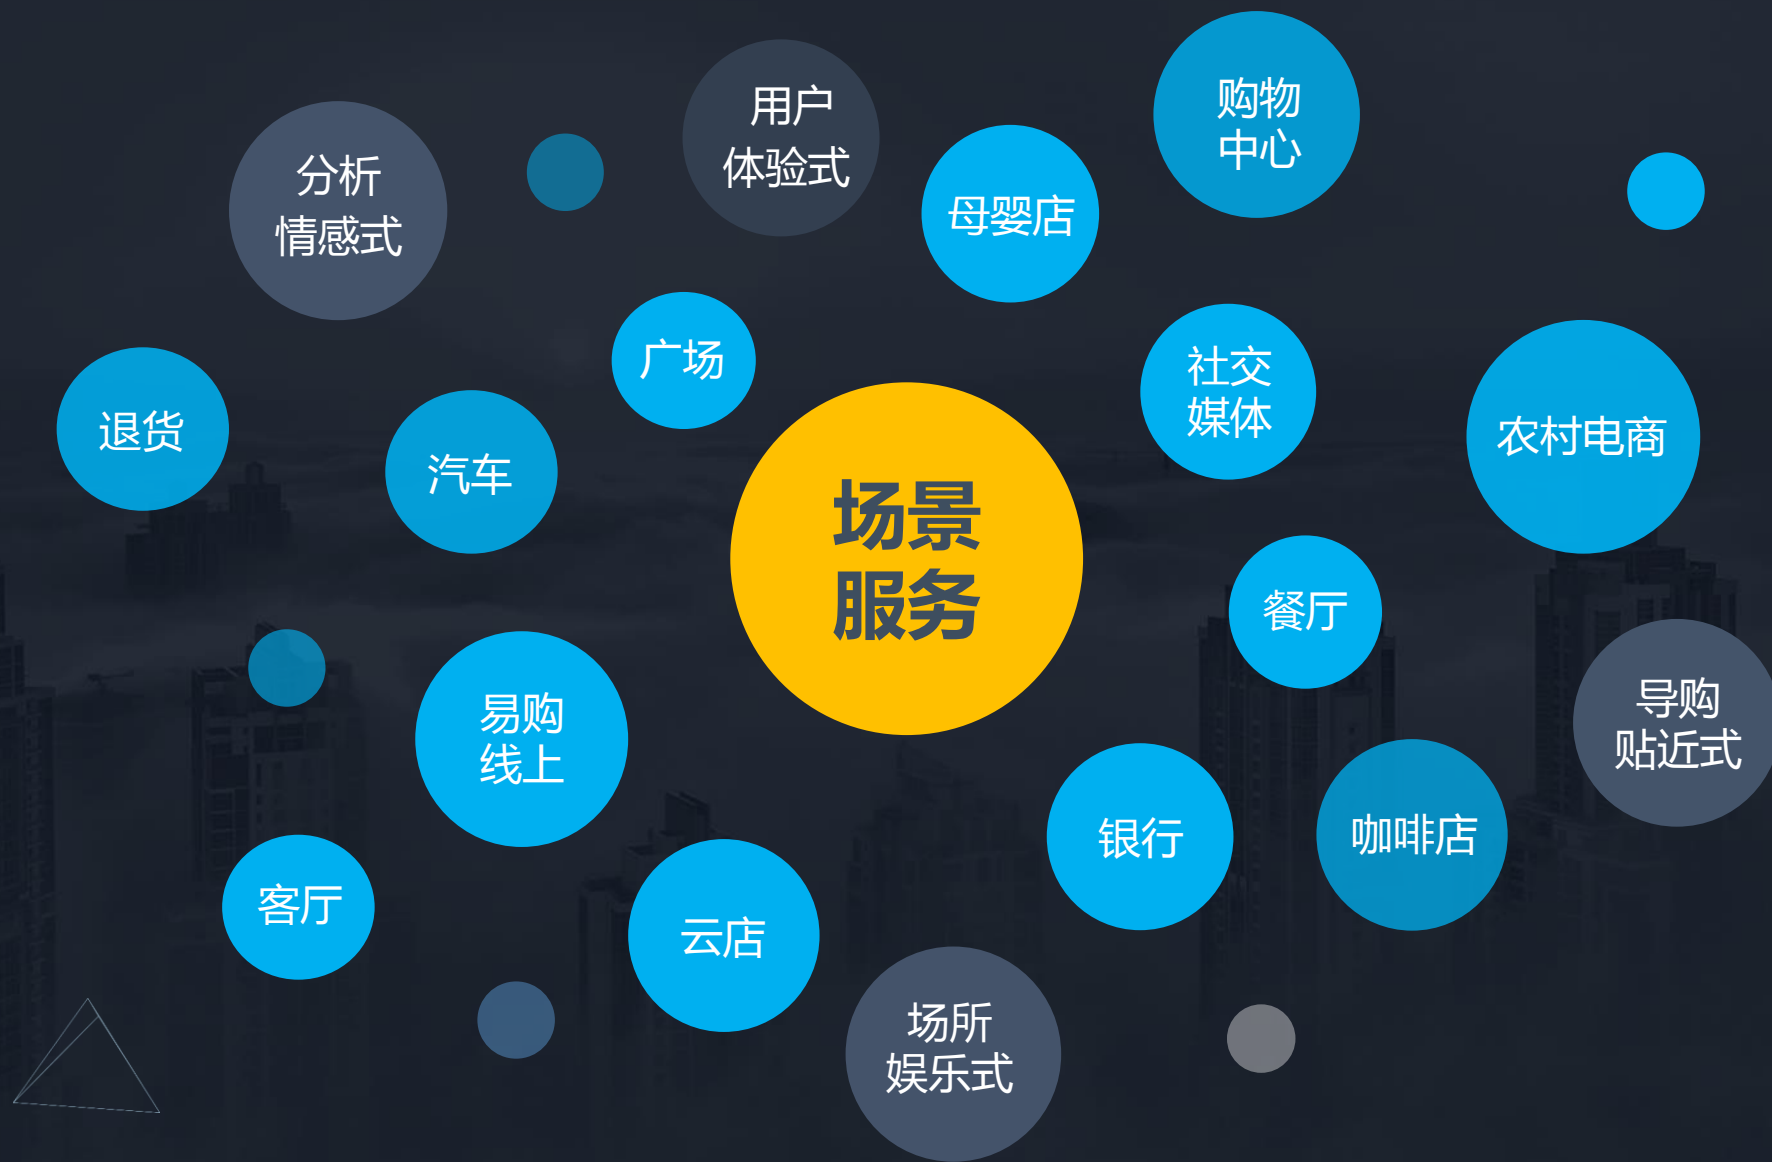 用户
体验式
购物
中心
分析
情感式
母婴店
广场
社交
媒体
退货
汽车
农村电商
场景
服务
餐厅
易购
线上
导购
贴近式
银行
咖啡店
客厅
云店
场所
娱乐式